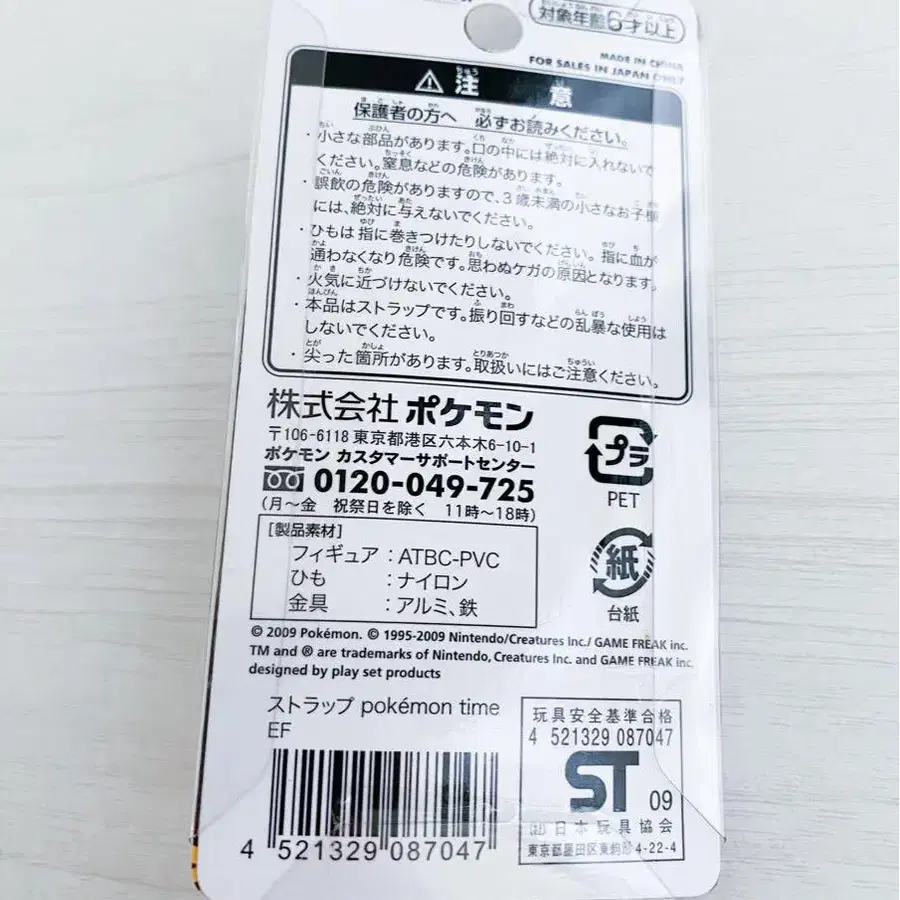 対象年齢6才以上
MADE IN CHINA
FOR SALES IN JAPAN ONLY
注 意
保護者の方へ 必ずお読みください。
・小さな部品があります。口の中には絶対に入れないで
ください。窒息などの危険があります。
・誤飲の危険がありますので、3歳未満の小さなお子様
には、絶対に与えないでください。
・ひもは指に巻きつけたりしないでください。指に血が
通わなくなり危険です。思わぬケガの原因となります。
・火気に近づけないでください。
・本品はストラップです。振り回すなどの乱暴な使用は
しないでください。
・尖った箇所があります。取扱いにはご注意ください。
株式会社 ポケモン
〒106-6118 東京都港区六本木6-10-1
ポケモン カスタマーサポートセンター
0120-049-725
(月～金 祝祭日を除く 11時～18時)
プラ
PET
紙
台紙
[製品素材]
フィギュア : ATBC-PVC
ひも : ナイロン
金具 : アルミ、鉄
© 2009 Pokémon. © 1995-2009 Nintendo/Creatures Inc./ GAME FREAK inc.
TM and ® are trademarks of Nintendo, Creatures Inc. and GAME FREAK inc.
designed by play set products
ストラップ pokémon time
EF
4 521329 087047
玩具安全基準合格
4 521329 087047
ST 09
(社)日本玩具協会
東京都墨田区東駒形4-22-4